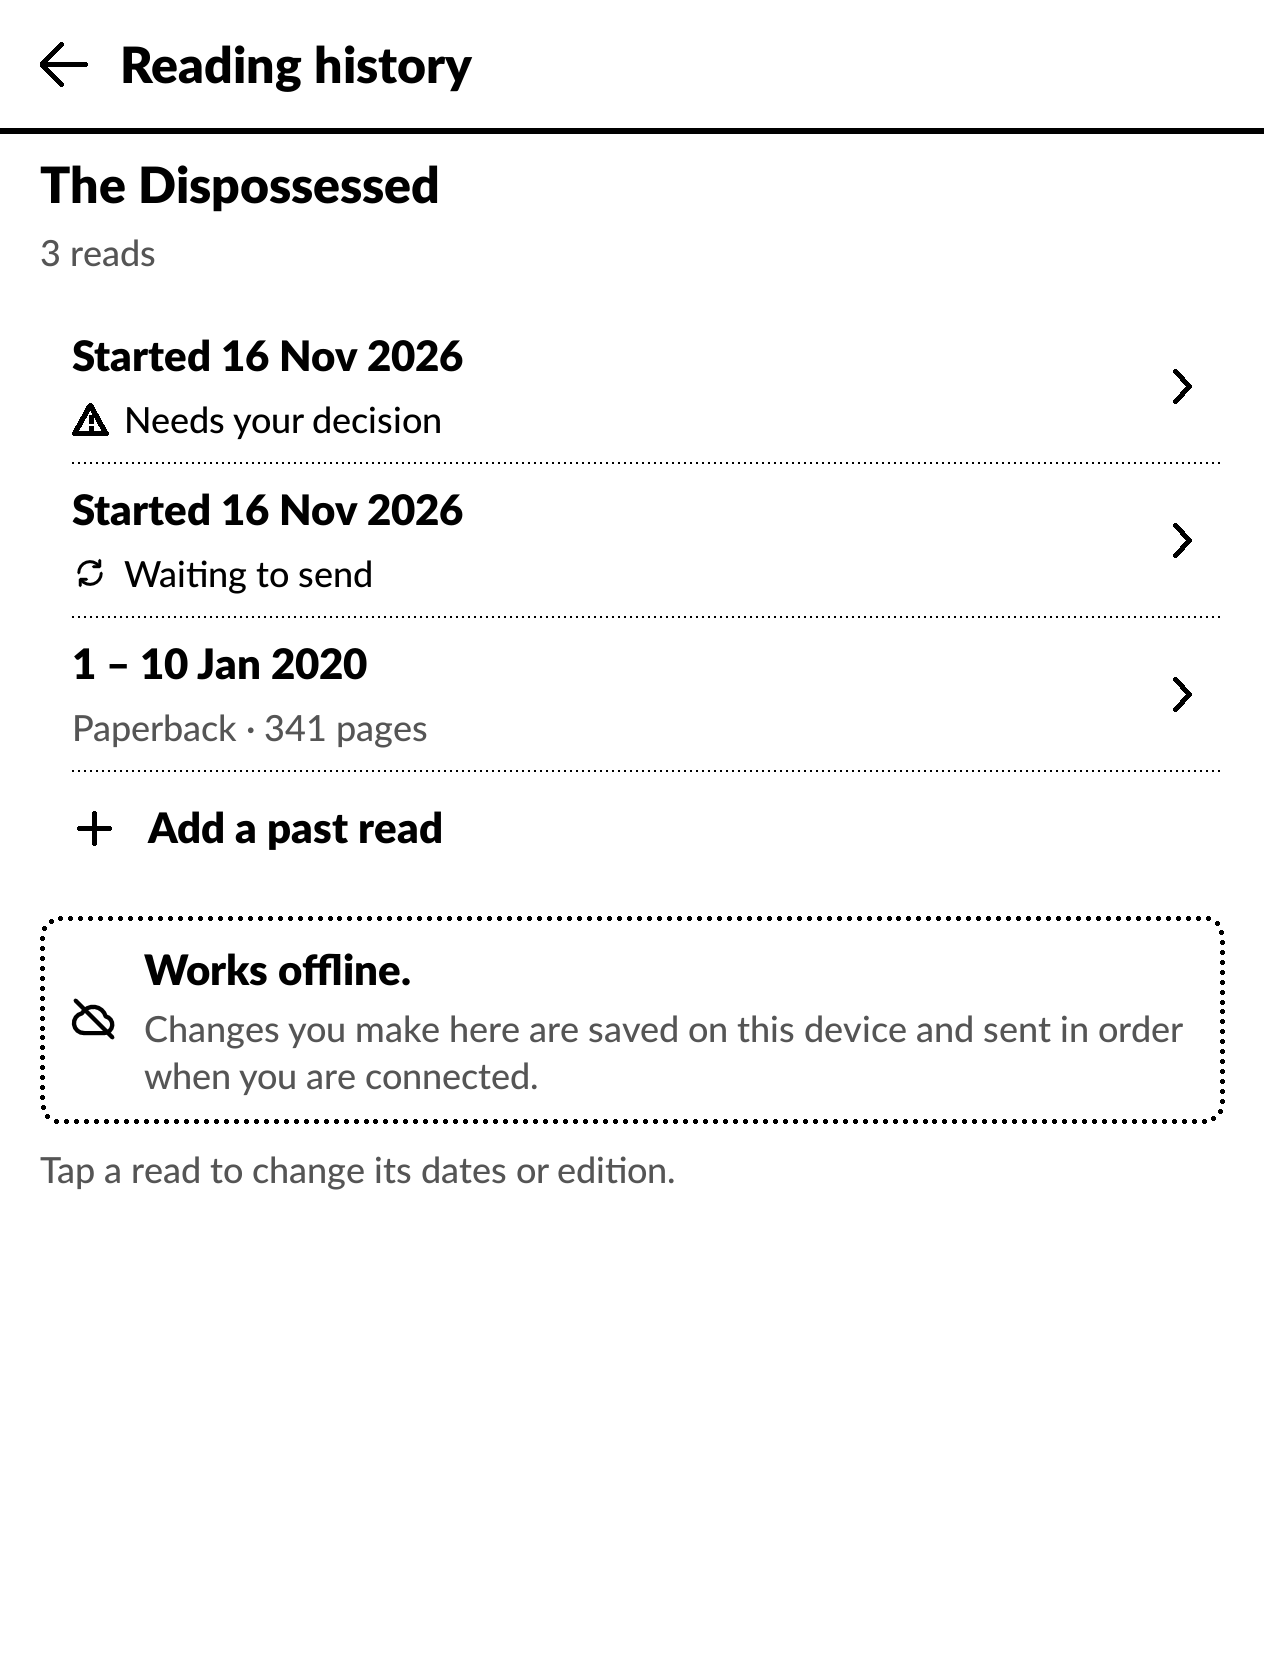 Reading history
The Dispossessed
3 reads
Started 16 Nov 2026
Needs your decision
Started 16 Nov 2026
Waiting to send
1 – 10 Jan 2020
Paperback · 341 pages
Add a past read
Works offline.
Changes you make here are saved on this device and sent in order
when you are connected.
Tap a read to change its dates or edition.